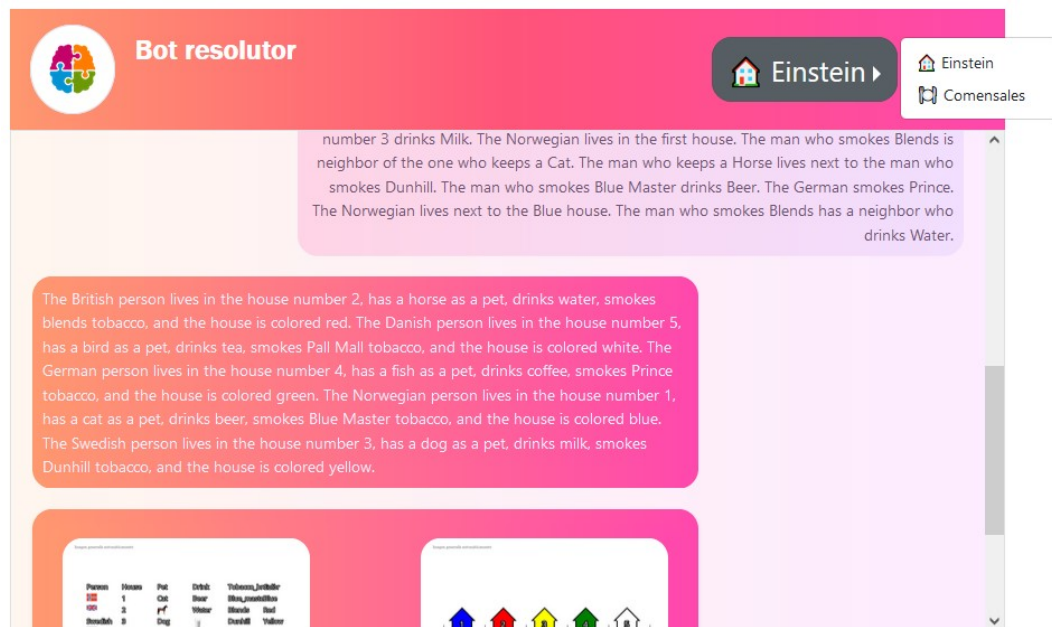 Bot resolutor
Einstein
Einstein
Comensales
number 3 drinks Milk. The Norwegian lives in the first house. The man who smokes Blends is
neighbor of the one who keeps a Cat. The man who keeps a Horse lives next to the man who
smokes Dunhill. The man who smokes Blue Master drinks Beer. The German smokes Prince.
The Norwegian lives next to the Blue house. The man who smokes Blends has a neighbor who
drinks Water.
The British person lives in the house number 2, has a horse as a pet, drinks water, smokes
blends tobacco, and the house is colored red. The Danish person lives in the house number 5,
has a bird as a pet, drinks tea, smokes Pall Mall tobacco, and the house is colored white. The
German person lives in the house number 4, has a fish as a pet, drinks coffee, smokes Prince
tobacco, and the house is colored green. The Norwegian person lives in the house number 1,
has a cat as a pet, drinks beer, smokes Blue Master tobacco, and the house is colored blue.
The Swedish person lives in the house number 3, has a dog as a pet, drinks milk, smokes
Dunhill tobacco, and the house is colored yellow.
Person House Pet Drink
1 Cat Beer
2 Water Blends Red
Swedish 3 Dog Dunhill Yellow